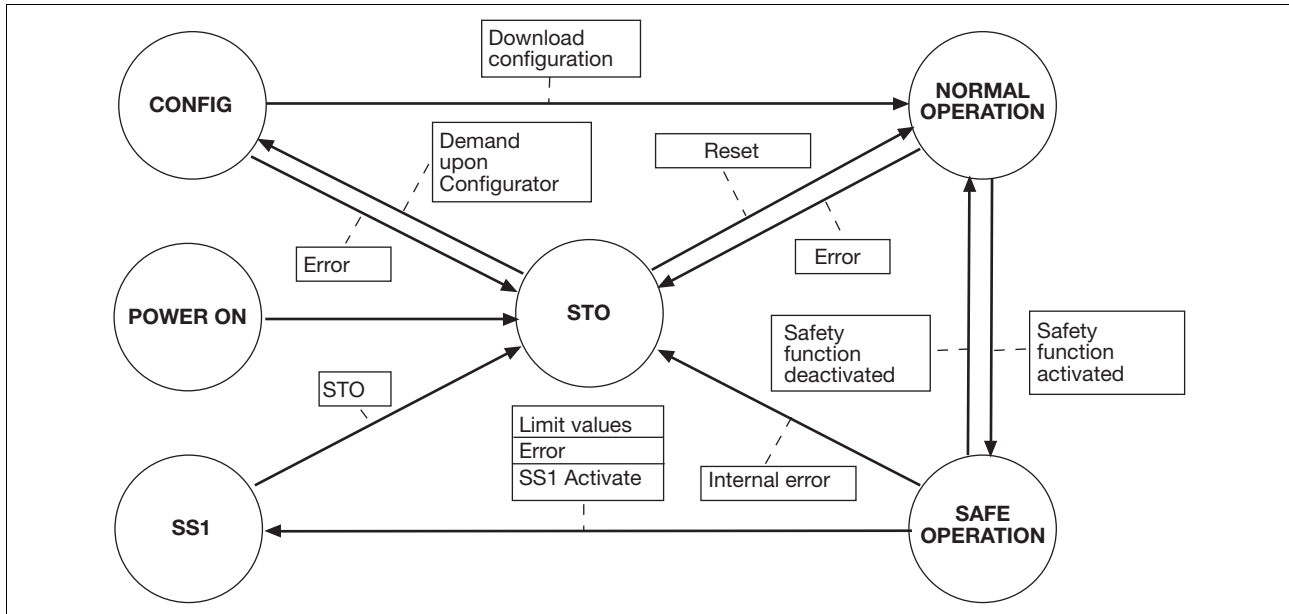 Download
configuration
CONFIG
NORMAL
OPERATION
Demand
upon
Configurator
Reset
Error
Error
POWER ON
STO
Safety
function
deactivated
Safety
function
activated
STO
Limit values
Error
SS1 Activate
Internal error
SS1
SAFE
OPERATION